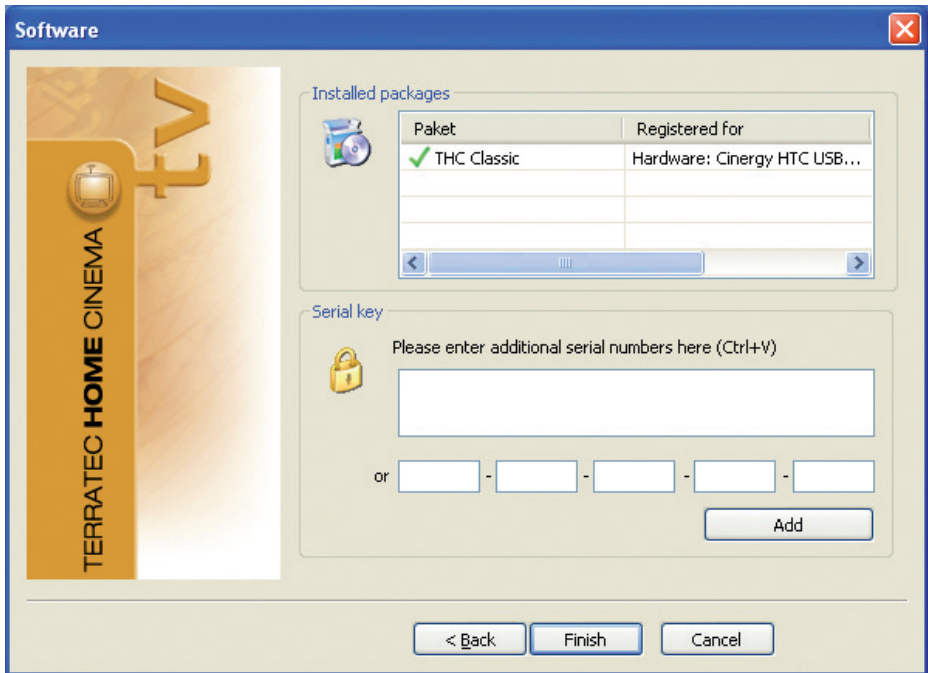 Software
tv
TERRATEC HOME CINEMA
Installed packages
Paket Registered for
THC Classic Hardware: Cinergy HTC USB...
Serial key
Please enter additional serial numbers here (Ctrl+V)
or - - - -
Add
< Back Finish Cancel